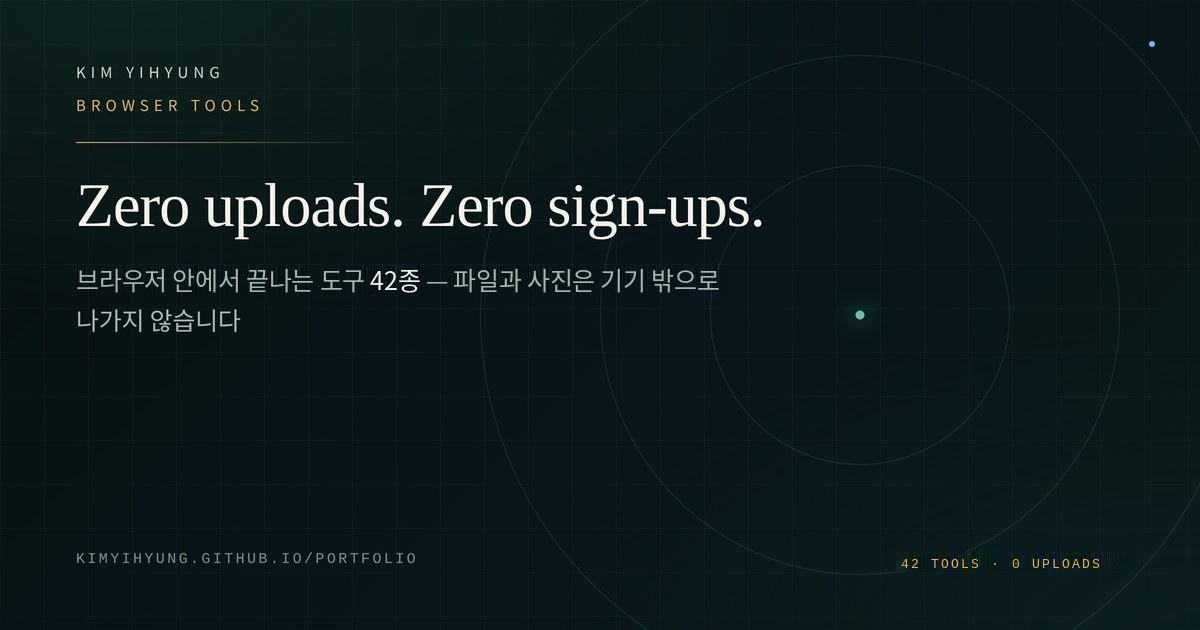 KIM YIHYUNG
BROWSER TOOLS
Zero uploads. Zero sign-ups.
브라우저 안에서 끝나는 도구 42종 — 파일과 사진은 기기 밖으로
나가지 않습니다
KIMYIHYUNG.GITHUB.IO/PORTFOLIO
42 TOOLS · 0 UPLOADS